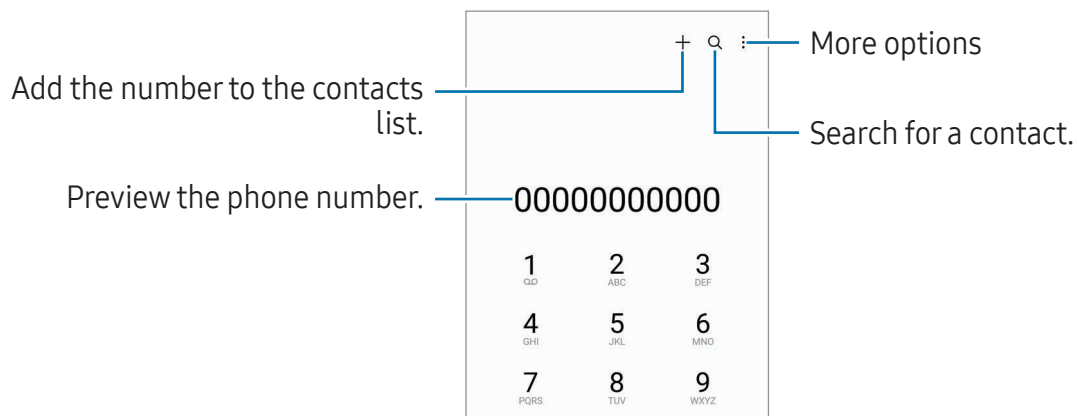 More options
Add the number to the contacts
list.
Search for a contact.
Preview the phone number.
00000000000
1 2 3
ABC DEF
4 5 6
GHI JKL MNO
7 8 9
PQRS TUV WXYZ